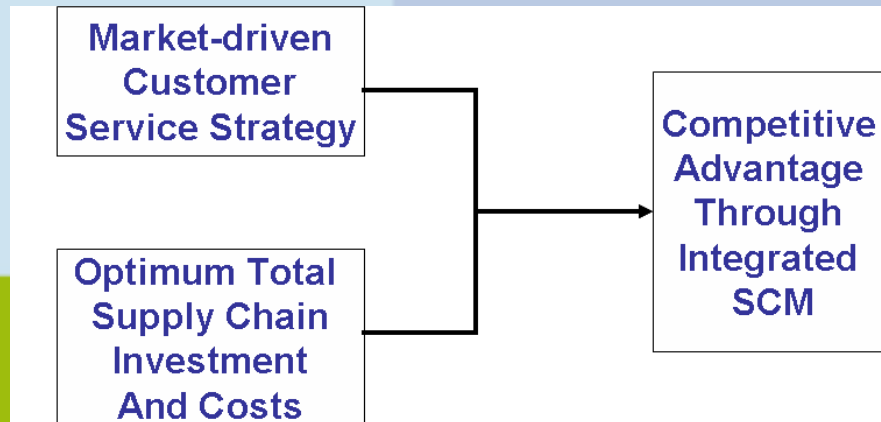 Market-driven
Customer
Service Strategy
Optimum Total
Supply Chain
Investment
And Costs
Competitive
Advantage
Through
Integrated
SCM